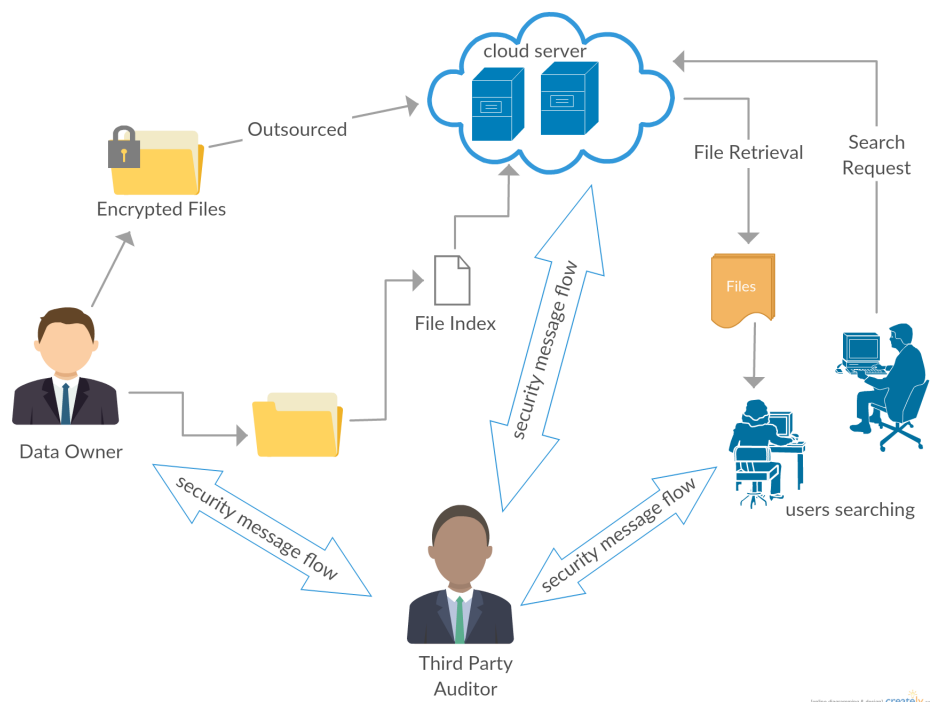 cloud server
Outsourced
File Retrieval
Search
Request
Encrypted Files
security message flow
Files
File Index
Data Owner
security message flow
security message flow
users searching
Third Party
Auditor
creately